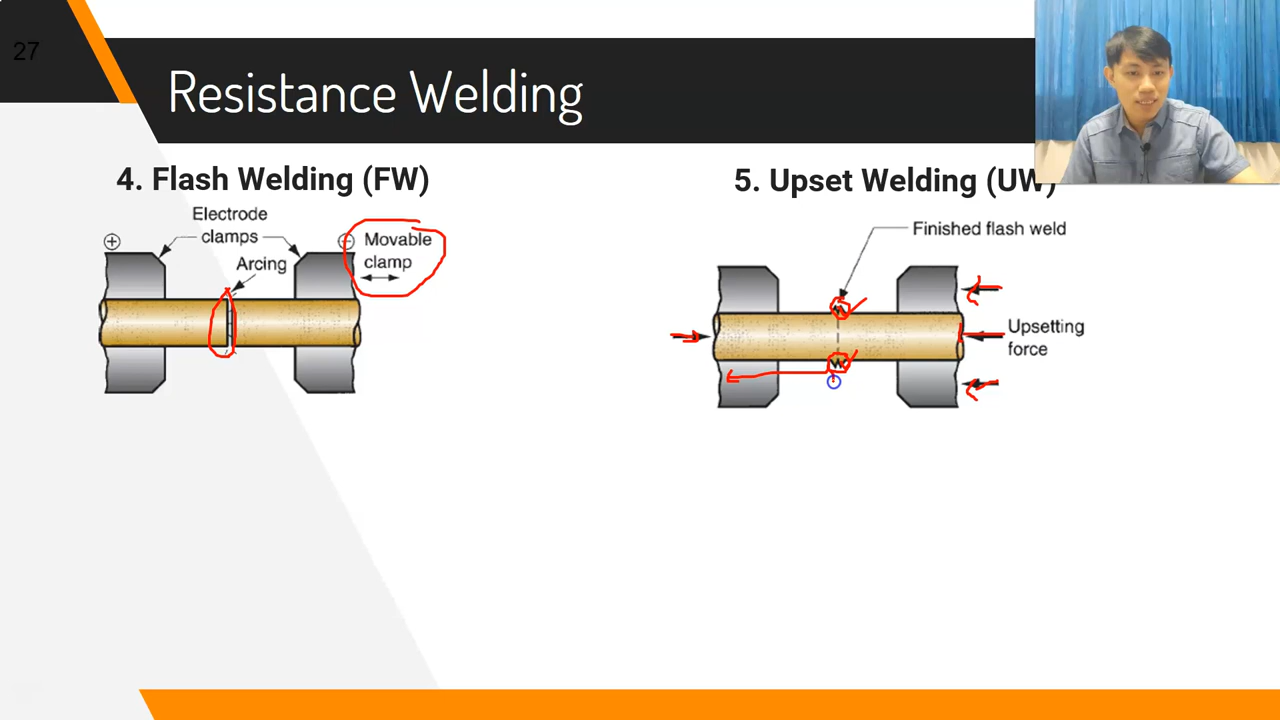 27
Resistance Welding
4. Flash Welding (FW)
Electrode
clamps
Arcing
Movable
clamp
5. Upset Welding (UW)
Finished flash weld
Upsetting
force